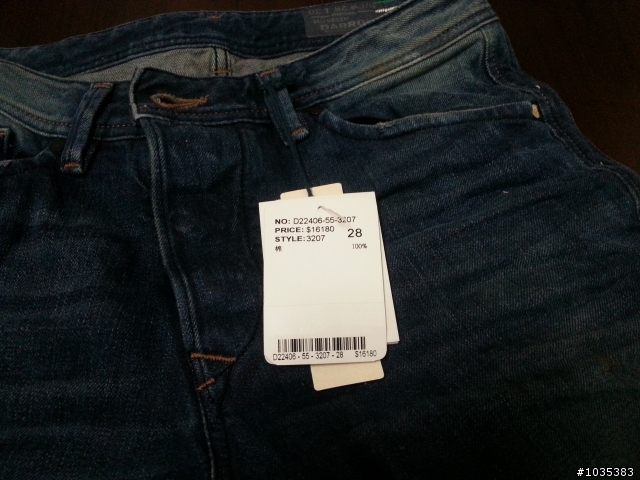 NO: D22406-55-3207
PRICE: $16180
STYLE:3207 28
棉 100%
D22406 - 55 - 3207 - 28 $16180
#1035383